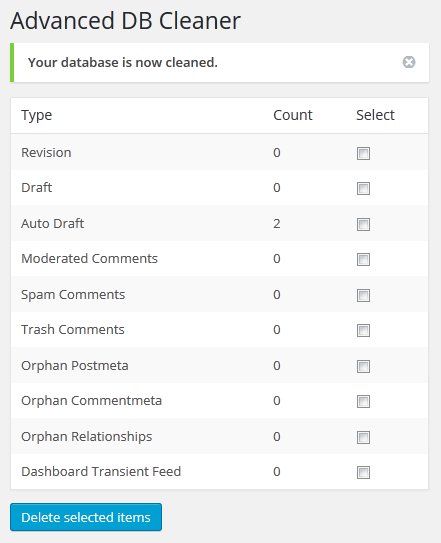 Advanced DB Cleaner
Your database is now cleaned.
Type Count Select
Revision 0
Draft 0
Auto Draft 2
Moderated Comments 0
Spam Comments 0
Trash Comments 0
Orphan Postmeta 0
Orphan Commentmeta 0
Orphan Relationships 0
Dashboard Transient Feed 0
Delete selected items